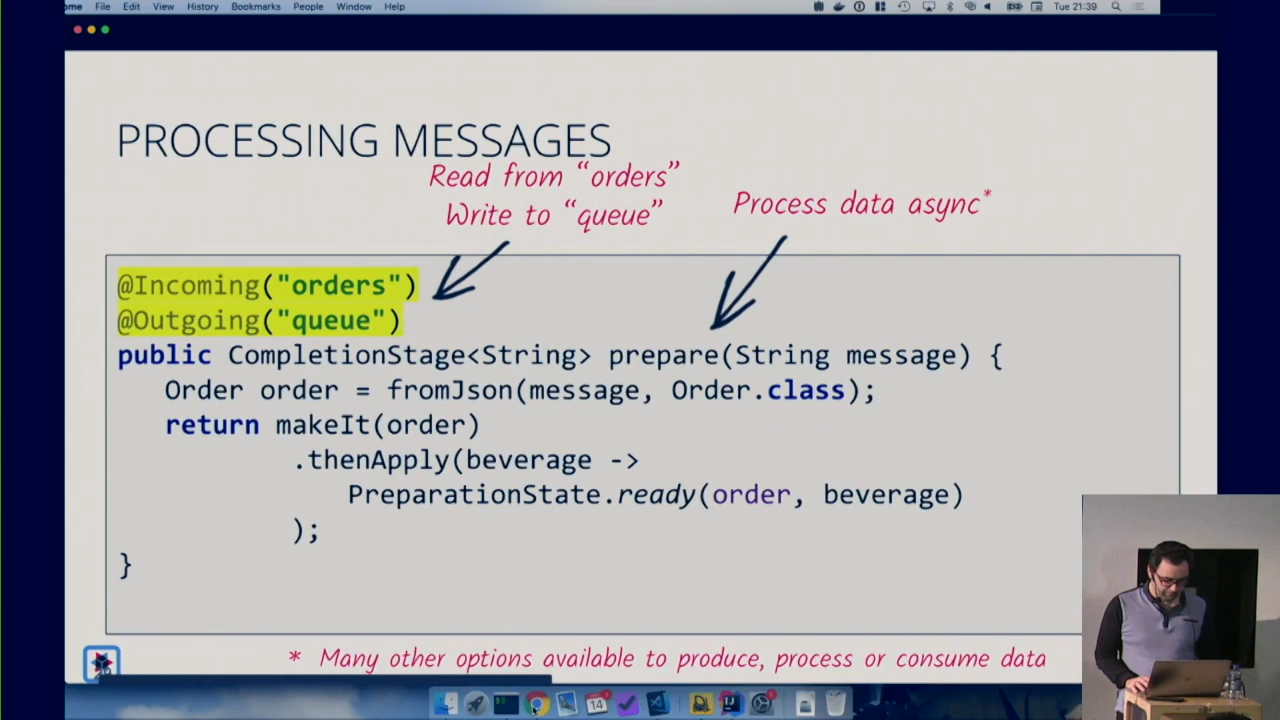 ome File Edit View History Bookmarks People Window Help Tue 21:39
PROCESSING MESSAGES
Read from “orders”
Write to “queue”
Process data async*
@Incoming("orders")
@Outgoing("queue")
public CompletionStage<String> prepare(String message) {
Order order = fromJson(message, Order.class);
return makeIt(order)
.thenApply(beverage ->
PreparationState.ready(order, beverage)
);
}
* Many other options available to produce, process or consume data
14